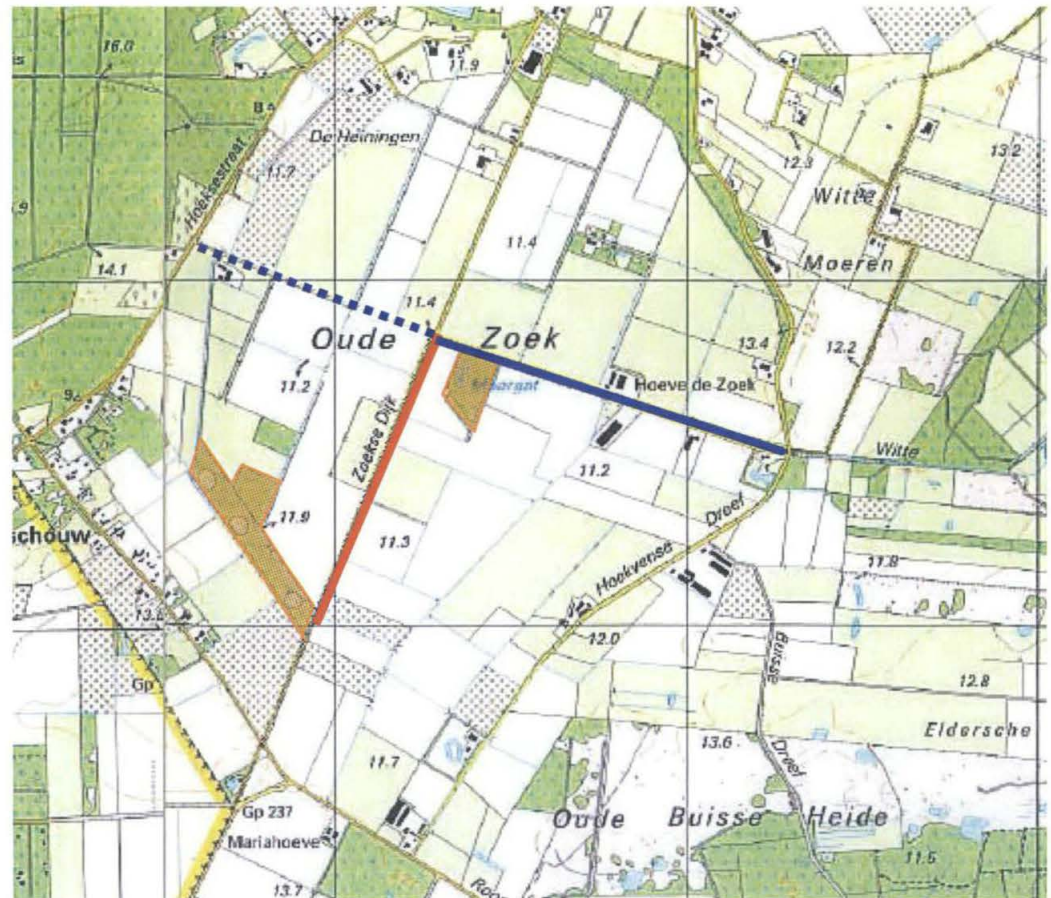 16.0
11.9
B
De Heiningen
13.2
12.3
Hoeksestraat
11.7
Witte
11.4
14.1
Moeren
11.4
Oude Zoek
13.4
12.2
11.2
Hoeve de Zoek
9
Zoekse Dijk
11.2
Witte
11.9
schouw
11.3
Dreef
Hoekvense
11.8
12.0
Buisse
Gp
12.8
13.6
Eldersche
11.7
Dreef
Gp 237
Oude Buisse Heide
Mariahoeve
13.7